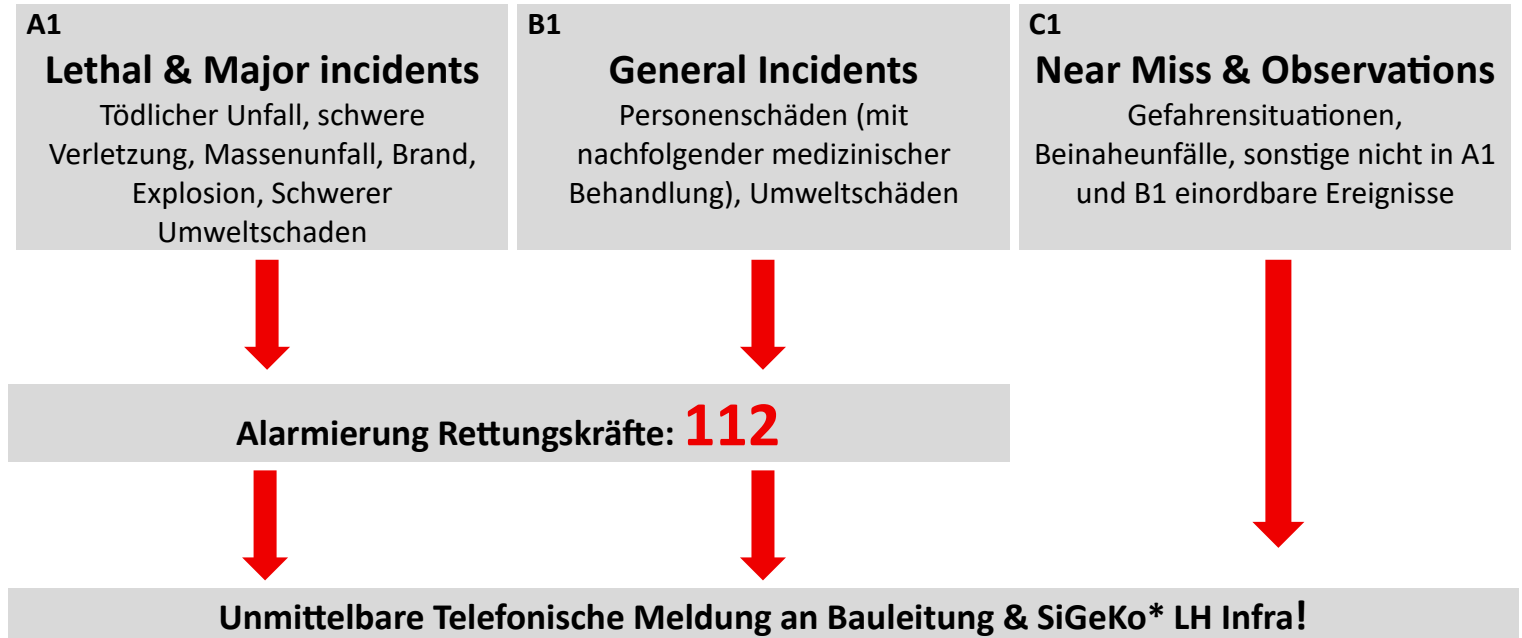 A1
Lethal & Major incidents
Tödlicher Unfall, schwere
Verletzung, Massenunfall, Brand,
Explosion, Schwerer
Umweltschaden
B1
General Incidents
Personenschäden (mit
nachfolgender medizinischer
Behandlung), Umweltschäden
C1
Near Miss & Observations
Gefahrensituationen,
Beinaheunfälle, sonstige nicht in A1
und B1 einordbare Ereignisse
Alarmierung Rettungskräfte: 112
Unmittelbare Telefonische Meldung an Bauleitung & SiGeKo* LH Infra!